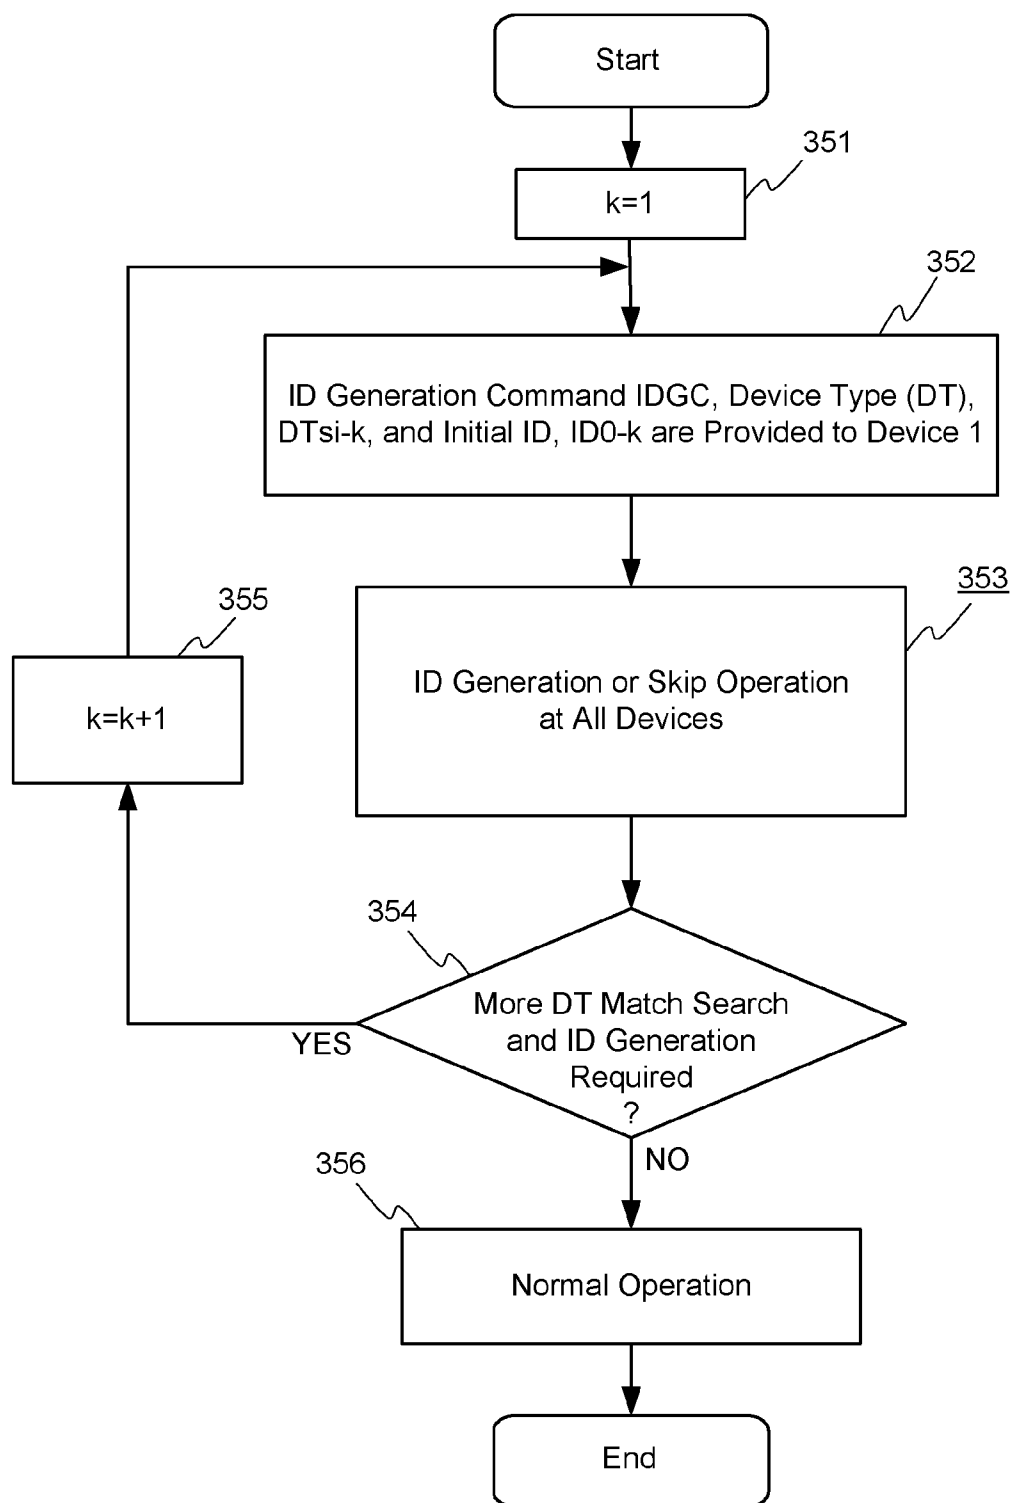 Start
351
k=1
352
ID Generation Command IDGC, Device Type (DT),
DTsi-k, and Initial ID, ID0-k are Provided to Device 1
353
ID Generation or Skip Operation
at All Devices
355
k=k+1
354
More DT Match Search
and ID Generation
Required
?
YES
NO
356
Normal Operation
End